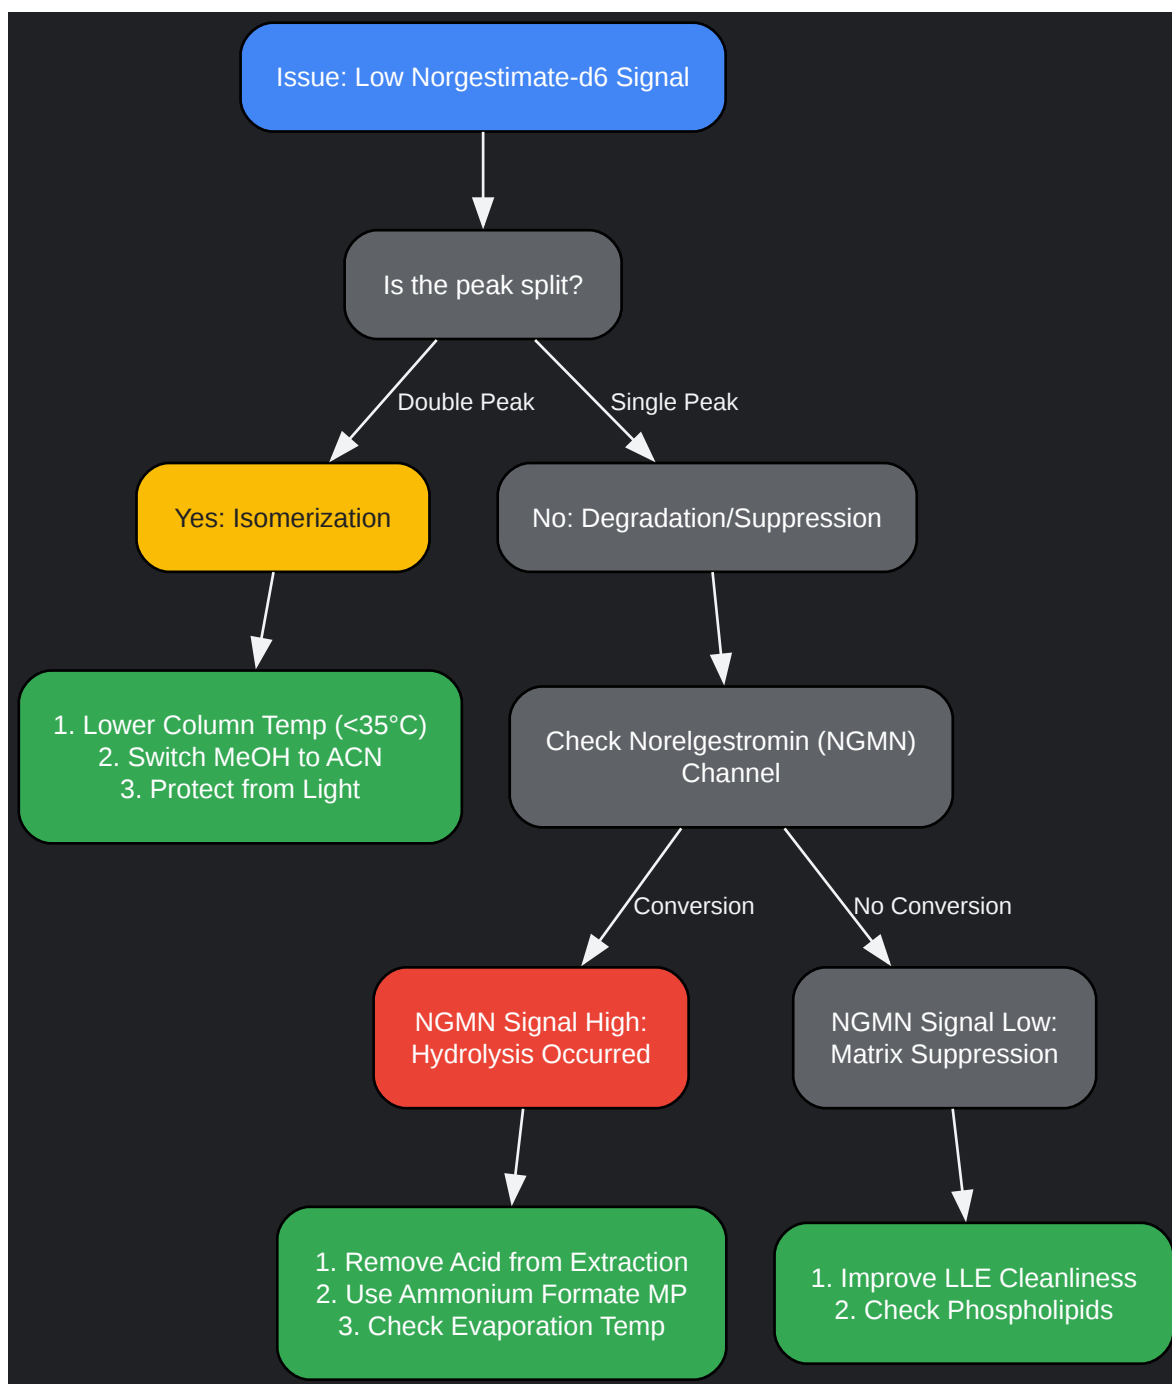 Issue: Low Norgestimate-d6 Signal
Is the peak split?
Double Peak
Single Peak
Yes: Isomerization
No: Degradation/Suppression
1. Lower Column Temp (<35°C)
2. Switch MeOH to ACN
3. Protect from Light
Check Norelgestromin (NGMN)
Channel
Conversion
No Conversion
NGMN Signal High:
Hydrolysis Occurred
NGMN Signal Low:
Matrix Suppression
1. Remove Acid from Extraction
2. Use Ammonium Formate MP
3. Check Evaporation Temp
1. Improve LLE Cleanliness
2. Check Phospholipids